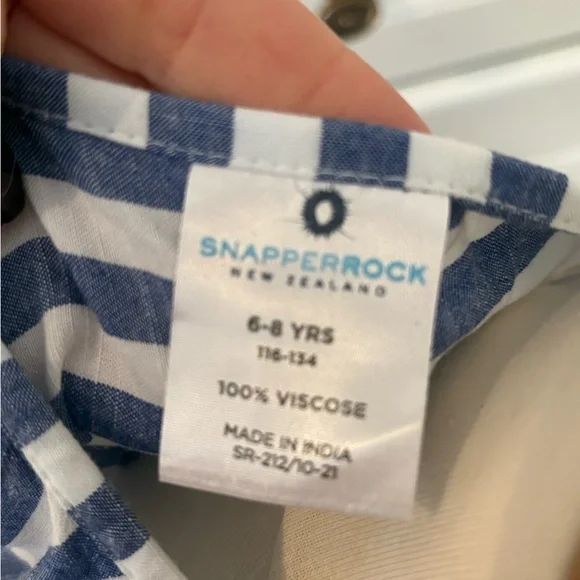 SNAPPERROCK
NEW ZEALAND
6-8 YRS
116-134
100% VISCOSE
MADE IN INDIA
SR-212/10-21